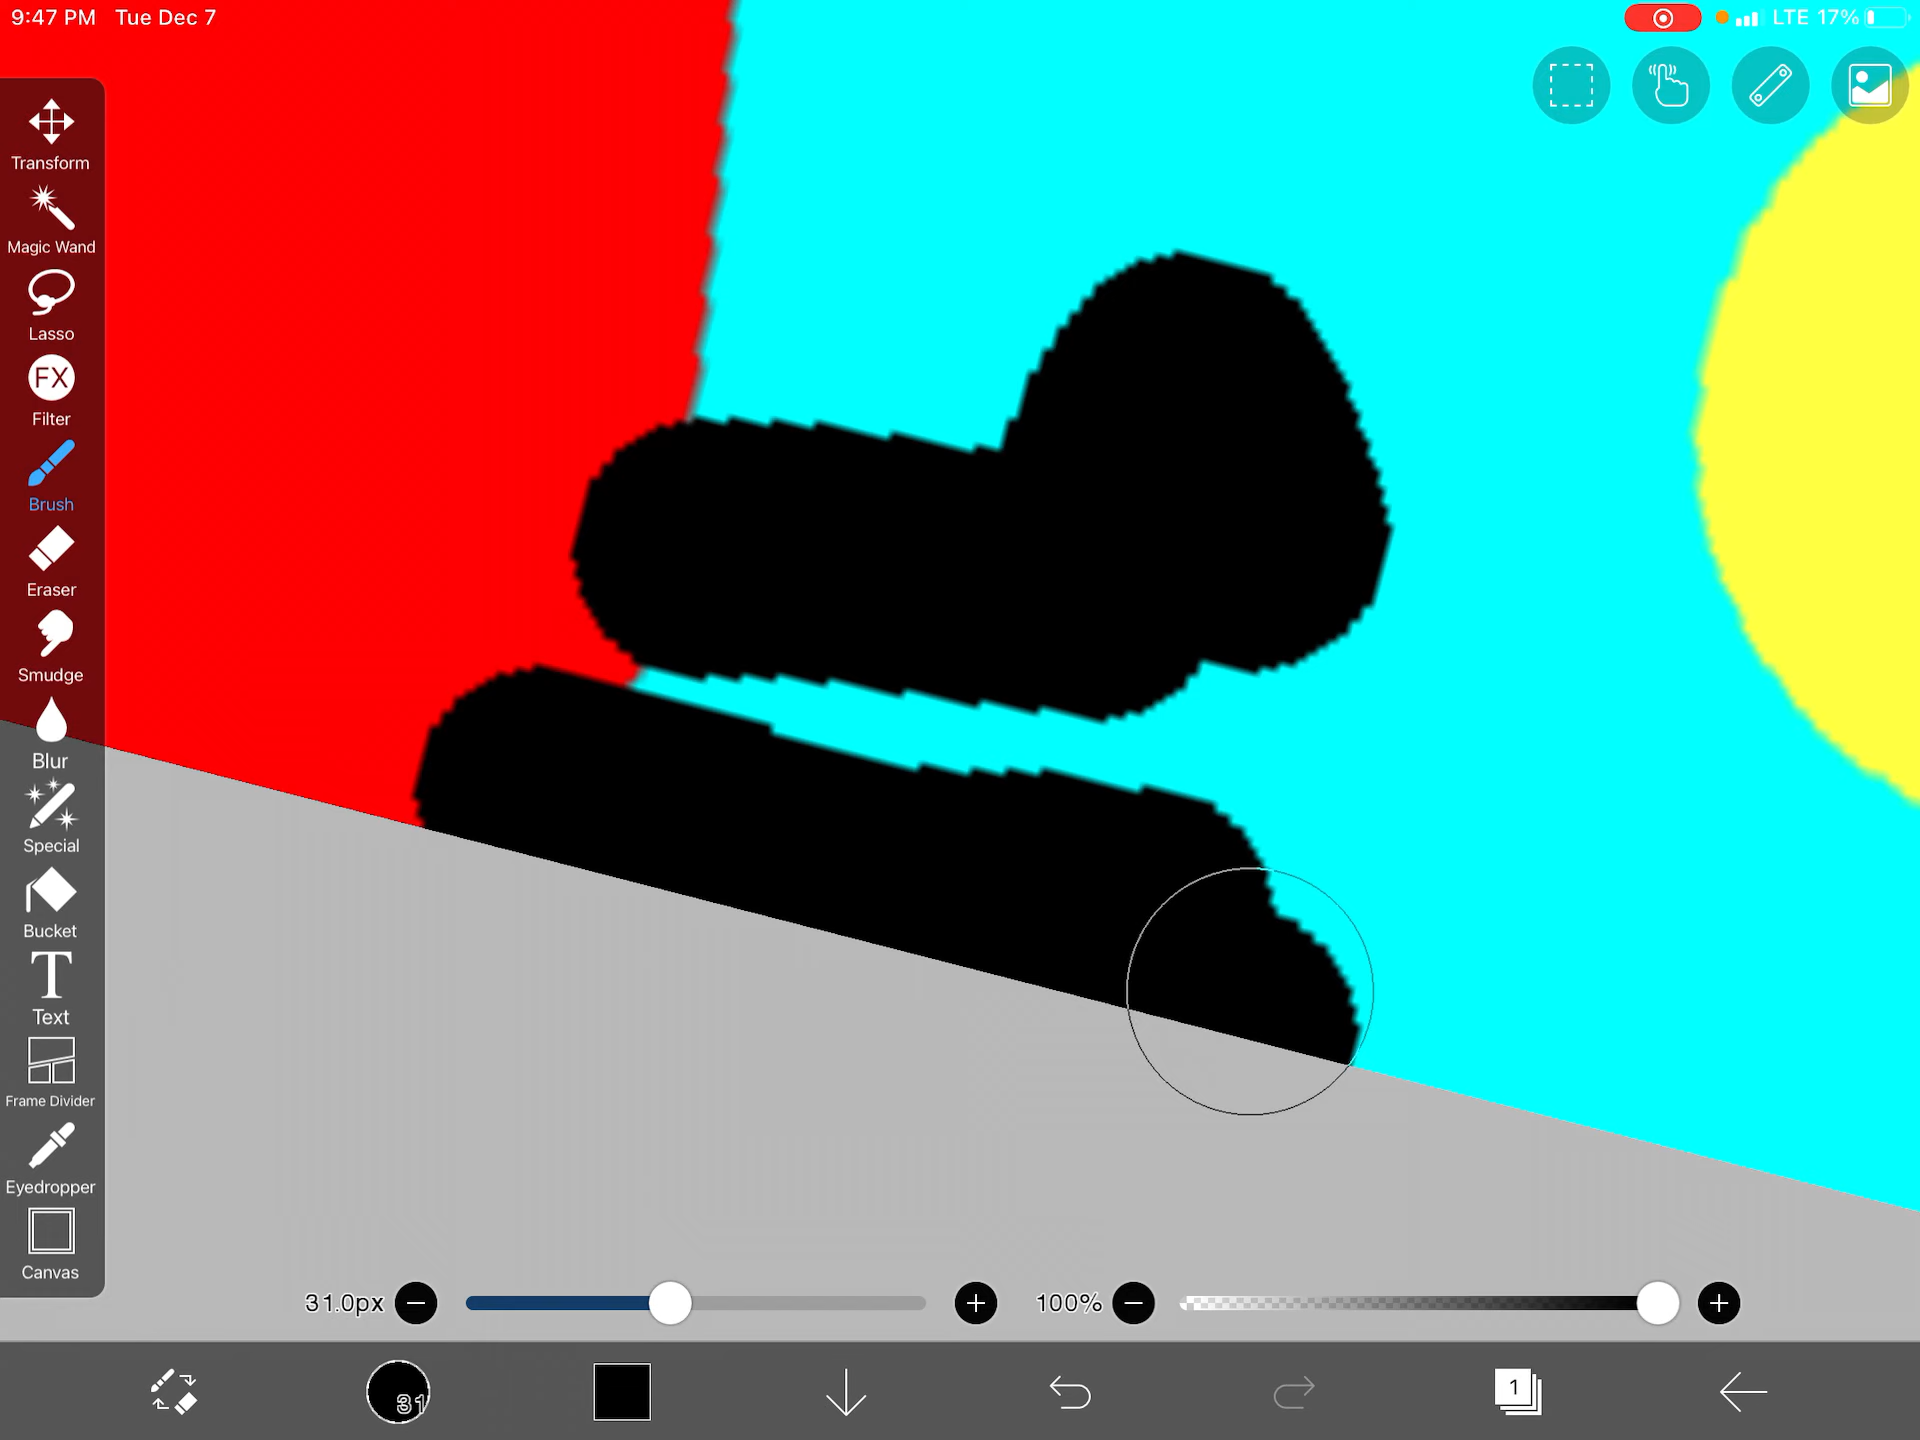 9:47 PM Tue Dec 7
LTE 17%
Transform
Magic Wand
Lasso
FX
Filter
Brush
Eraser
Smudge
Blur
Special
Bucket
T
Text
Frame Divider
Eyedropper
Canvas
31.0px
100%
31
1